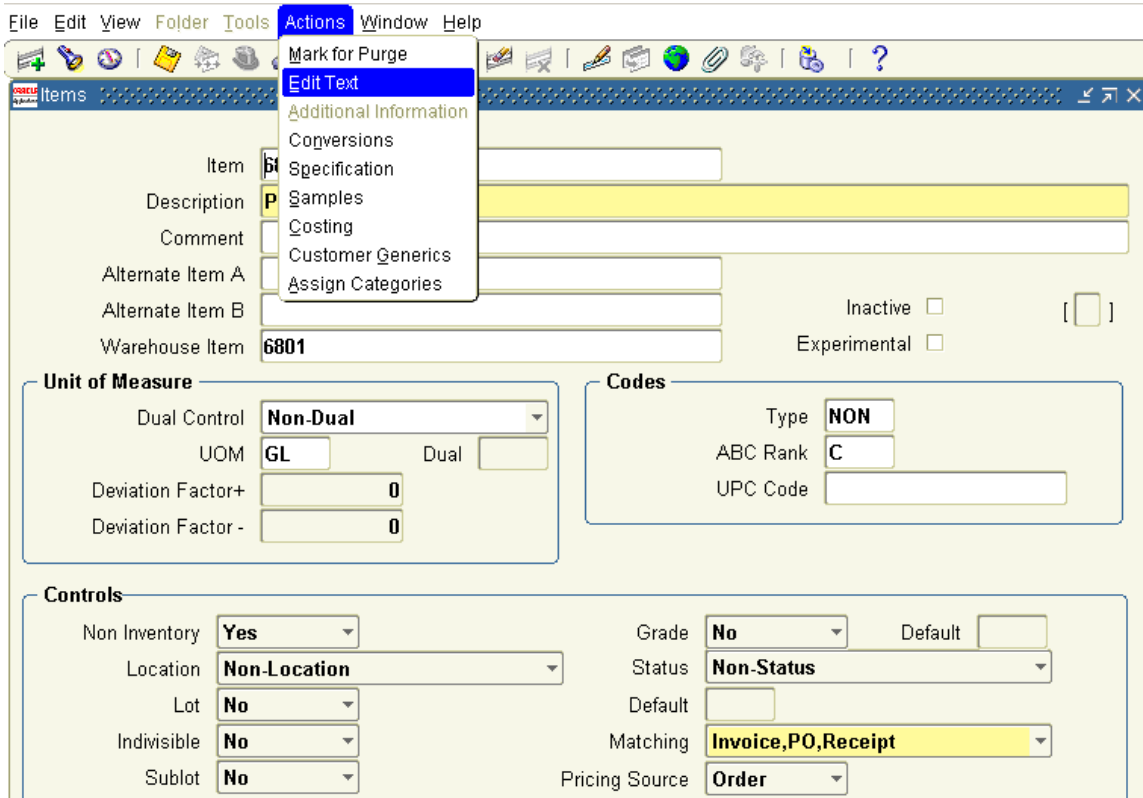 File Edit View Folder Tools Actions Window Help
Mark for Purge
Edit Text
Additional Information
Conversions
Specification
Samples
Costing
Customer Generics
Assign Categories
ORACLE Applications
Items
Item
Description P
Comment
Alternate Item A
Alternate Item B
Inactive [ ]
Warehouse Item 6801
Experimental
Unit of Measure
Dual Control Non-Dual
UOM GL Dual
Deviation Factor+ 0
Deviation Factor - 0
Codes
Type NON
ABC Rank C
UPC Code
Controls
Non Inventory Yes
Grade No Default
Location Non-Location
Status Non-Status
Lot No
Default
Indivisible No
Matching Invoice,PO,Receipt
Sublot No
Pricing Source Order